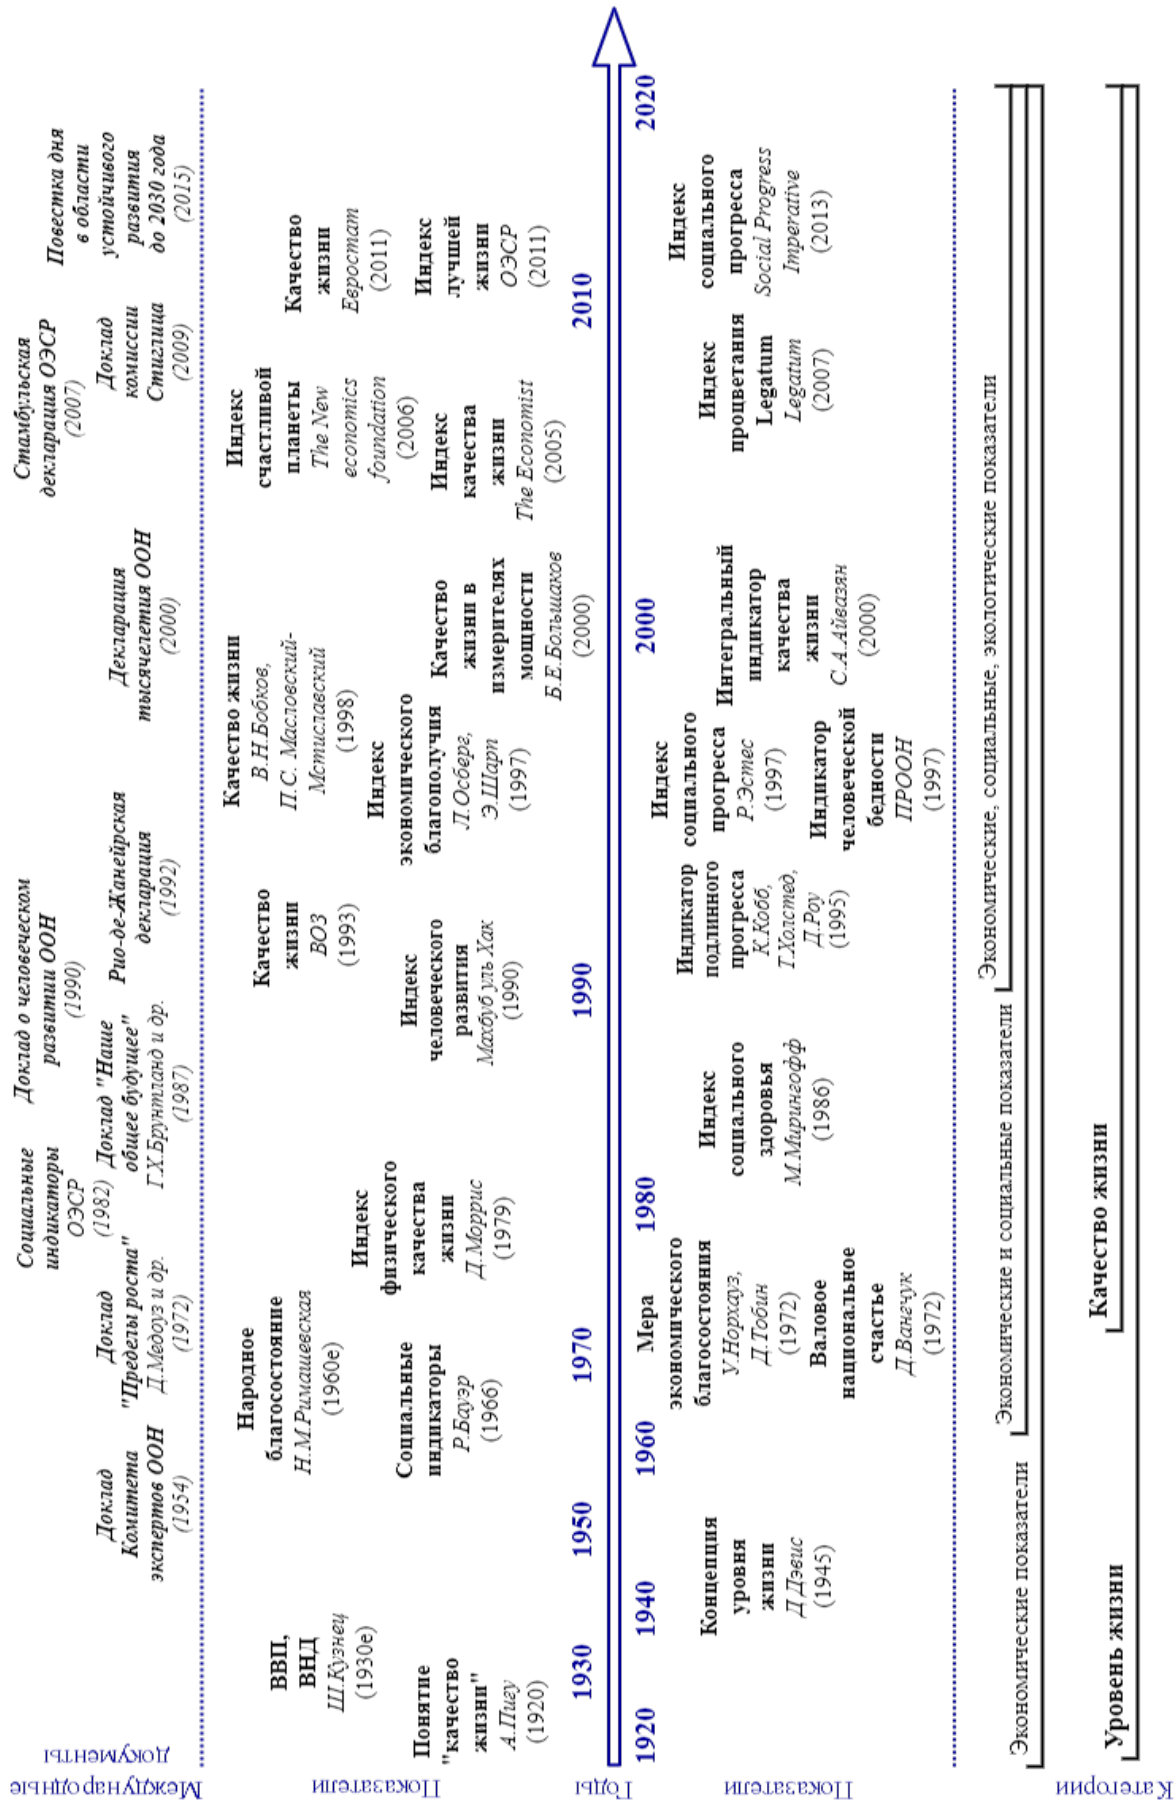 Международные
документы
Доклад
Комитета
экспертов ООН
(1954)
Доклад
"Пределы роста"
Д.Медоуз и др.
(1972)
Социальные
индикаторы
ОЭСР
(1982)
Доклад "Наше
общее будущее"
Г.Х.Брунтланд и др.
(1987)
Доклад о человеческом
развитии ООН
(1990)
Рио-де-Жанейрская
декларация
(1992)
Декларация
тысячелетия ООН
(2000)
Стамбульская
декларация ОЭСР
(2007)
Доклад
комиссии
Стиглица
(2009)
Повестка дня
в области
устойчивого
развития
до 2030 года
(2015)
Показатели
ВВП,
ВНД
Ш.Кузнец
(1930е)
Понятие
"качество
жизни"
А.Пигу
(1920)
Народное
благосостояние
Н.М.Римашевская
(1960е)
Социальные
индикаторы
Р.Бауэр
(1966)
Индекс
физического
качества
жизни
Д.Моррис
(1979)
Качество
жизни
ВОЗ
(1993)
Индекс
человеческого
развития
Махбуб уль Хак
(1990)
Качество жизни
В.Н.Бобков,
П.С. Масловский-
Мстиславский
(1998)
Индекс
экономического
благополучия
Л.Осберг,
Э.Шарп
(1997)
Качество
жизни в
измерителях
мощности
Б.Е.Большаков
(2000)
Индекс
счастливой
планеты
The New
economics
foundation
(2006)
Индекс
качества
жизни
The Economist
(2005)
Качество
жизни
Евростат
(2011)
Индекс
лучшей
жизни
ОЭСР
(2011)
Годы
1920
1930
1940
1950
1960
1970
1980
1990
2000
2010
2020
Показатели
Концепция
уровня
жизни
Д.Дэвис
(1945)
Мера
экономического
благосостояния
У.Норхауз,
Д.Тобин
(1972)
Валовое
национальное
счастье
Д.Вангчук
(1972)
Индекс
социального
здоровья
М.Мирингофф
(1986)
Индикатор
подлинного
прогресса
К.Кобб,
Т.Холстед,
Д.Роу
(1995)
Индекс
социального
прогресса
Р.Эстес
(1997)
Индикатор
человеческой
бедности
ПРООН
(1997)
Интегральный
индикатор
качества
жизни
С.А.Айвазян
(2000)
Индекс
процветания
Legatum
Legatum
(2007)
Индекс
социального
прогресса
Social Progress
Imperative
(2013)
Категории
Экономические показатели
Экономические и социальные показатели
Экономические, социальные, экологические показатели
Уровень жизни
Качество жизни